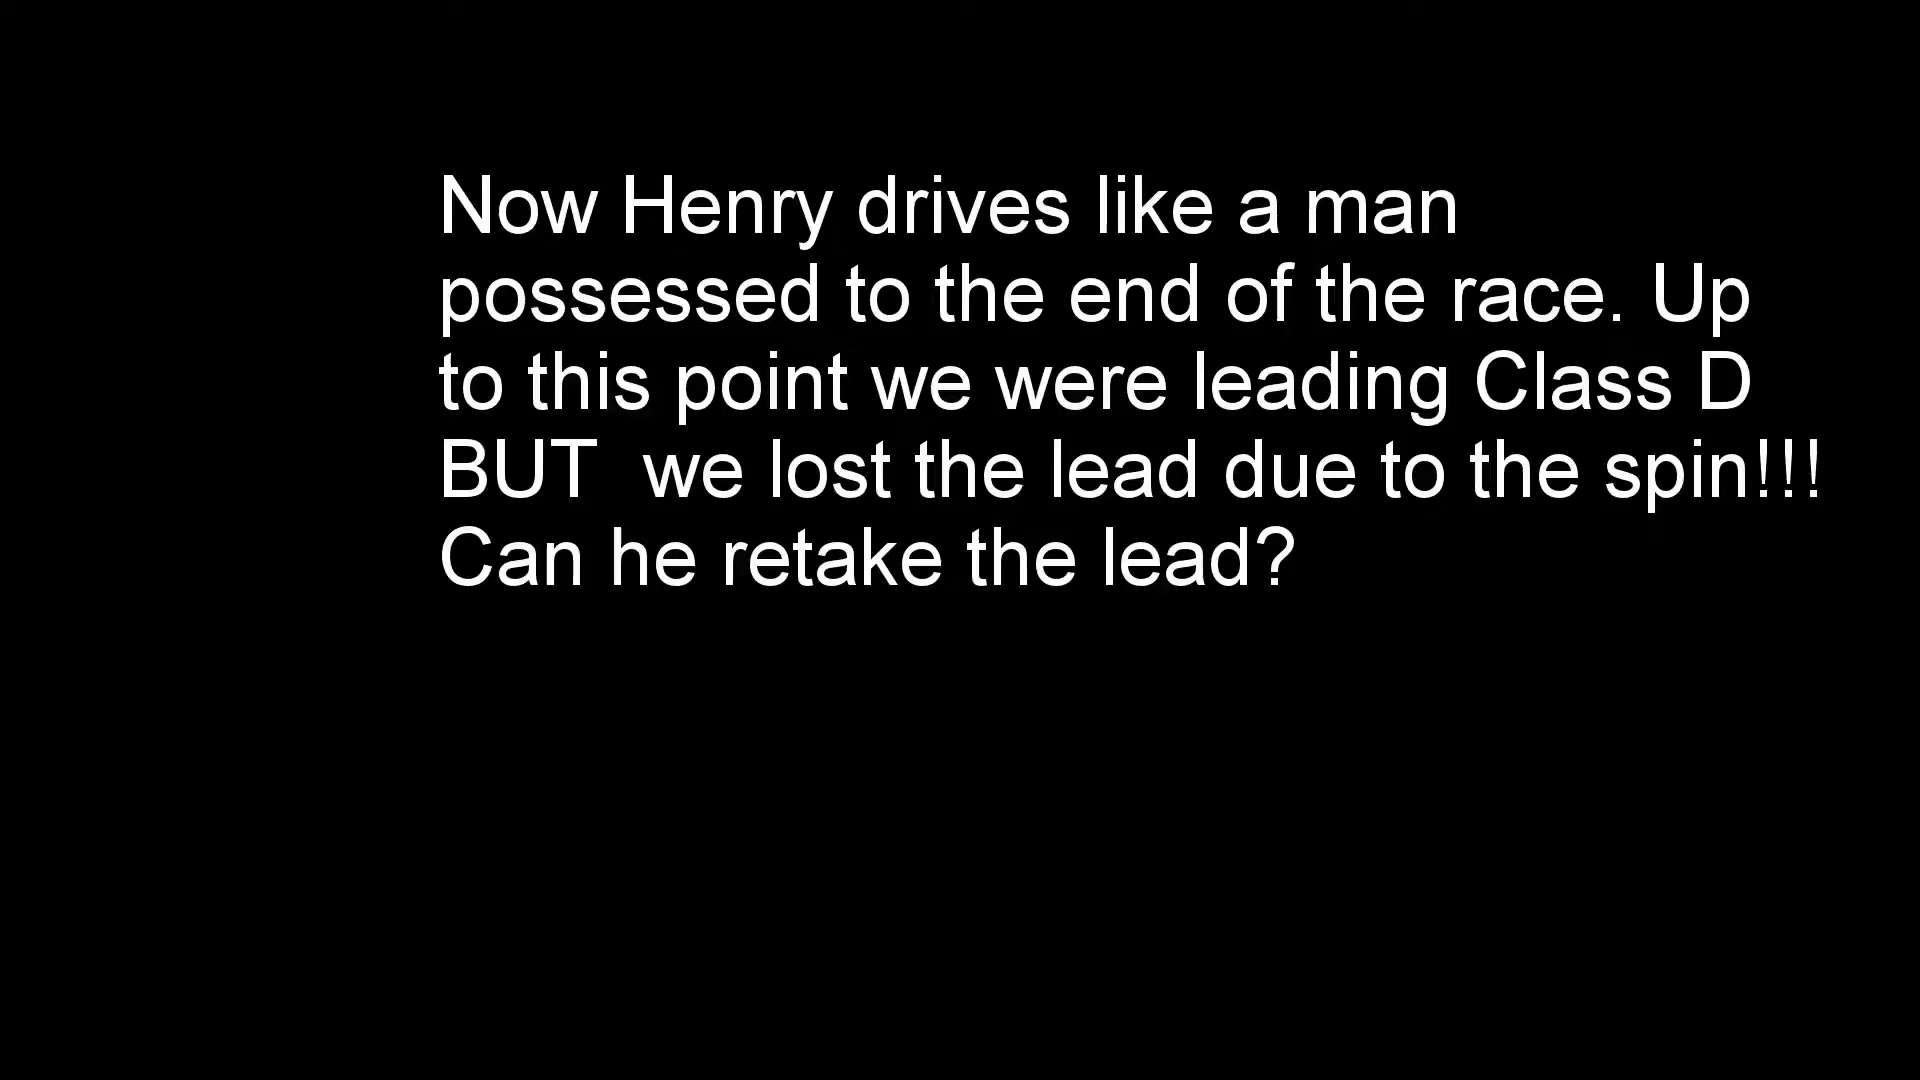 Now Henry drives like a man
possessed to the end of the race. Up
to this point we were leading Class D
BUT  we lost the lead due to the spin!!!
Can he retake the lead?